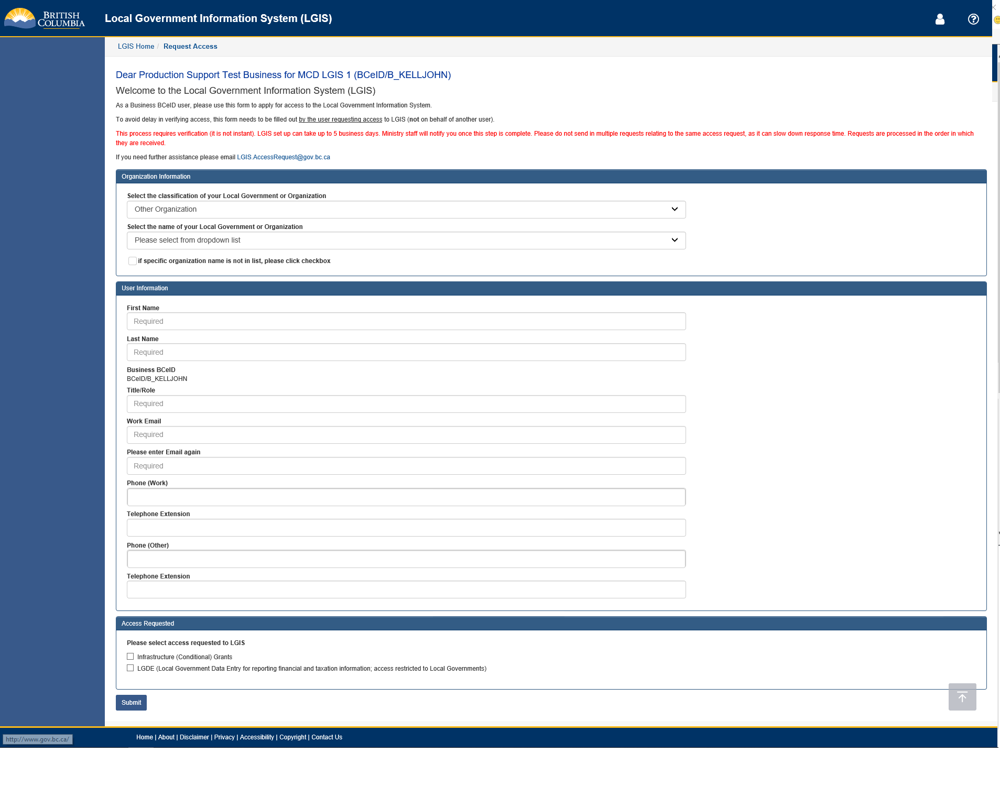 BRITISH
COLUMBIA
Local Government Information System (LGIS)
LGIS Home / Request Access
Dear Production Support Test Business for MCD LGIS 1 (BCeID/B_KELLJOHN)
Welcome to the Local Government Information System (LGIS)
As a Business BCeID user, please use this form to apply for access to the Local Government Information System.
To avoid delay in verifying access, this form needs to be filled out by the user requesting access to LGIS (not on behalf of another user).
This process requires verification (it is not instant). LGIS set up can take up to 5 business days. Ministry staff will notify you once this step is complete. Please do not send in multiple requests relating to the same access request, as it can slow down response time. Requests are processed in the order in which
they are received.
If you need further assistance please email LGIS.AccessRequest@gov.bc.ca
Organization Information
Select the classification of your Local Government or Organization
Other Organization
Select the name of your Local Government or Organization
Please select from dropdown list
if specific organization name is not in list, please click checkbox
User Information
First Name
Required
Last Name
Required
Business BCeID
BCeID/B_KELLJOHN
Title/Role
Required
Work Email
Required
Please enter Email again
Required
Phone (Work)
Telephone Extension
Phone (Other)
Telephone Extension
Access Requested
Please select access requested to LGIS
Infrastructure (Conditional) Grants
LGDE (Local Government Data Entry for reporting financial and taxation information; access restricted to Local Governments)
Submit
http://www.gov.bc.ca/
Home | About | Disclaimer | Privacy | Accessibility | Copyright | Contact Us